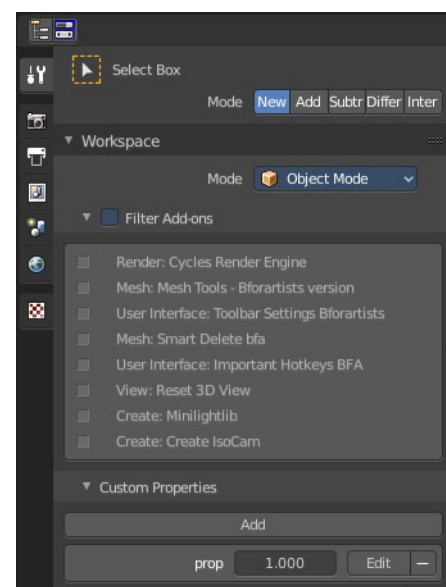 Select Box
Mode New Add Subtr Differ Inter
Workspace
Mode Object Mode
Filter Add-ons
Render: Cycles Render Engine
Mesh: Mesh Tools - Bforartists version
User Interface: Toolbar Settings Bforartists
Mesh: Smart Delete bfa
User Interface: Important Hotkeys BFA
View: Reset 3D View
Create: Minilightlib
Create: Create IsoCam
Custom Properties
Add
prop 1.000 Edit